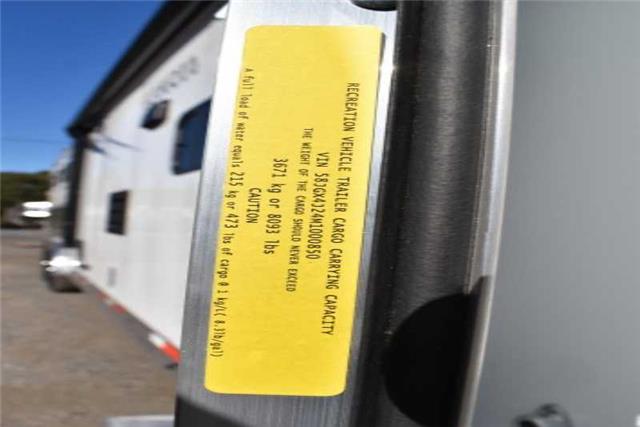 RECREATION VEHICLE TRAILER CARGO CARRYING CAPACITY
VIN 58JGX4J24M1000850
THE WEIGHT OF THE CARGO SHOULD NEVER EXCEED
3671 kg or 8093 lbs
CAUTION
A full load of water equals 215 kg or 473 lbs of cargo @ 1 kg/L( 8.3lb/gal)